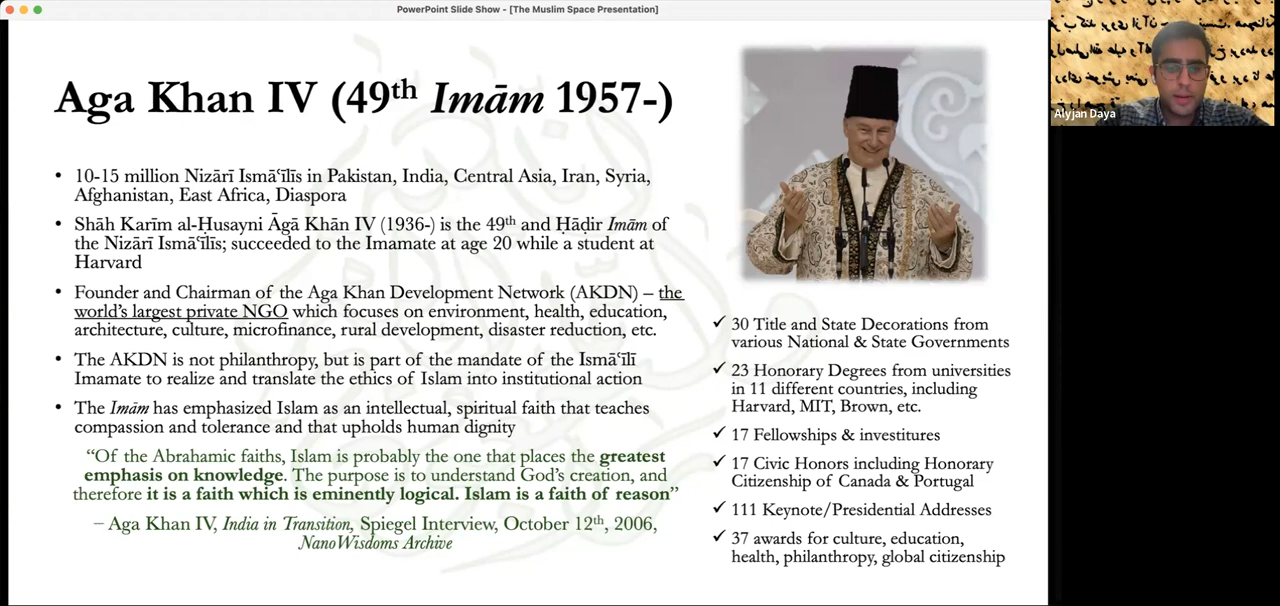 PowerPoint Slide Show - [The Muslim Space Presentation]
Aga Khan IV (49th Imām 1957-)
• 10-15 million Nizārī Ismāʿīlīs in Pakistan, India, Central Asia, Iran, Syria,
Afghanistan, East Africa, Diaspora
• Shāh Karīm al-Ḥusayni Āgā Khān IV (1936-) is the 49th and Ḥāḍir Imām of
the Nizārī Ismāʿīlīs; succeeded to the Imamate at age 20 while a student at
Harvard
• Founder and Chairman of the Aga Khan Development Network (AKDN) – the
world's largest private NGO which focuses on environment, health, education,
architecture, culture, microfinance, rural development, disaster reduction, etc.
• The AKDN is not philanthropy, but is part of the mandate of the Ismāʿīlī
Imamate to realize and translate the ethics of Islam into institutional action
• The Imām has emphasized Islam as an intellectual, spiritual faith that teaches
compassion and tolerance and that upholds human dignity
“Of the Abrahamic faiths, Islam is probably the one that places the greatest
emphasis on knowledge. The purpose is to understand God's creation, and
therefore it is a faith which is eminently logical. Islam is a faith of reason”
– Aga Khan IV, India in Transition, Spiegel Interview, October 12th, 2006,
NanoWisdoms Archive
✓ 30 Title and State Decorations from
various National & State Governments
✓ 23 Honorary Degrees from universities
in 11 different countries, including
Harvard, MIT, Brown, etc.
✓ 17 Fellowships & investitures
✓ 17 Civic Honors including Honorary
Citizenship of Canada & Portugal
✓ 111 Keynote/Presidential Addresses
✓ 37 awards for culture, education,
health, philanthropy, global citizenship
Alyjan Daya